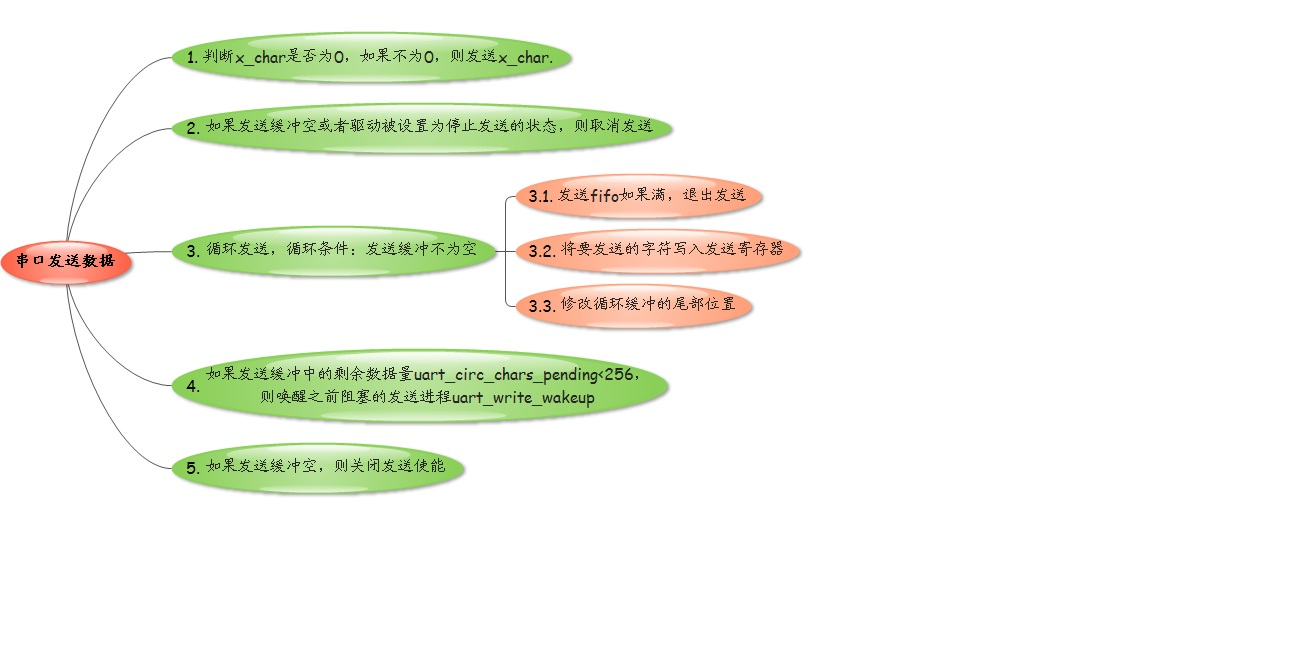 串口发送数据
1. 判断x_char是否为0，如果不为0，则发送x_char.
2. 如果发送缓冲空或者驱动被设置为停止发送的状态，则取消发送
3. 循环发送，循环条件：发送缓冲不为空
3.1. 发送fifo如果满，退出发送
3.2. 将要发送的字符写入发送寄存器
3.3. 修改循环缓冲的尾部位置
4. 如果发送缓冲中的剩余数据量uart_circ_chars_pending<256，
则唤醒之前阻塞的发送进程uart_write_wakeup
5. 如果发送缓冲空，则关闭发送使能